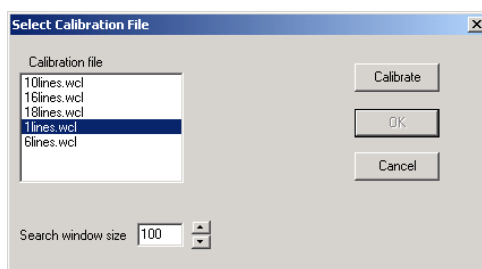 Select Calibration File
Calibration file
10lines.wcl
16lines.wcl
18lines.wcl
1lines.wcl
6lines.wcl
Calibrate
OK
Cancel
Search window size 100